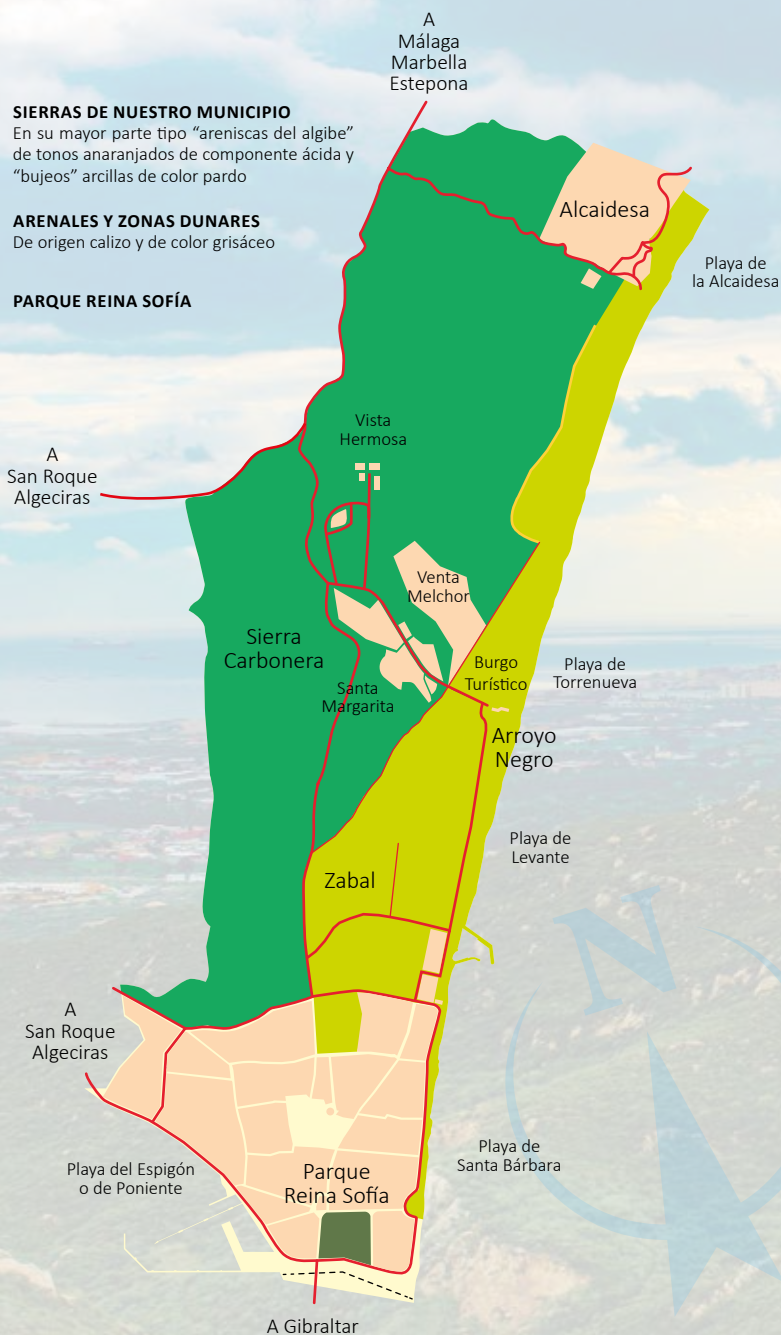 A
Málaga
Marbella
Estepona
SIERRAS DE NUESTRO MUNICIPIO
En su mayor parte tipo “areniscas del algibe”
de tonos anaranjados de componente ácida y
“bujeos” arcillas de color pardo
ARENALES Y ZONAS DUNARES
De origen calizo y de color grisáceo
PARQUE REINA SOFÍA
Alcaidesa
Playa de
la Alcaidesa
Vista
Hermosa
A
San Roque
Algeciras
Venta
Melchor
Sierra
Carbonera
Burgo
Turístico
Playa de
Torrenueva
Santa
Margarita
Arroyo
Negro
Playa de
Levante
Zabal
N
A
San Roque
Algeciras
Playa de
Santa Bárbara
Playa del Espigón
o de Poniente
Parque
Reina Sofía
A Gibraltar